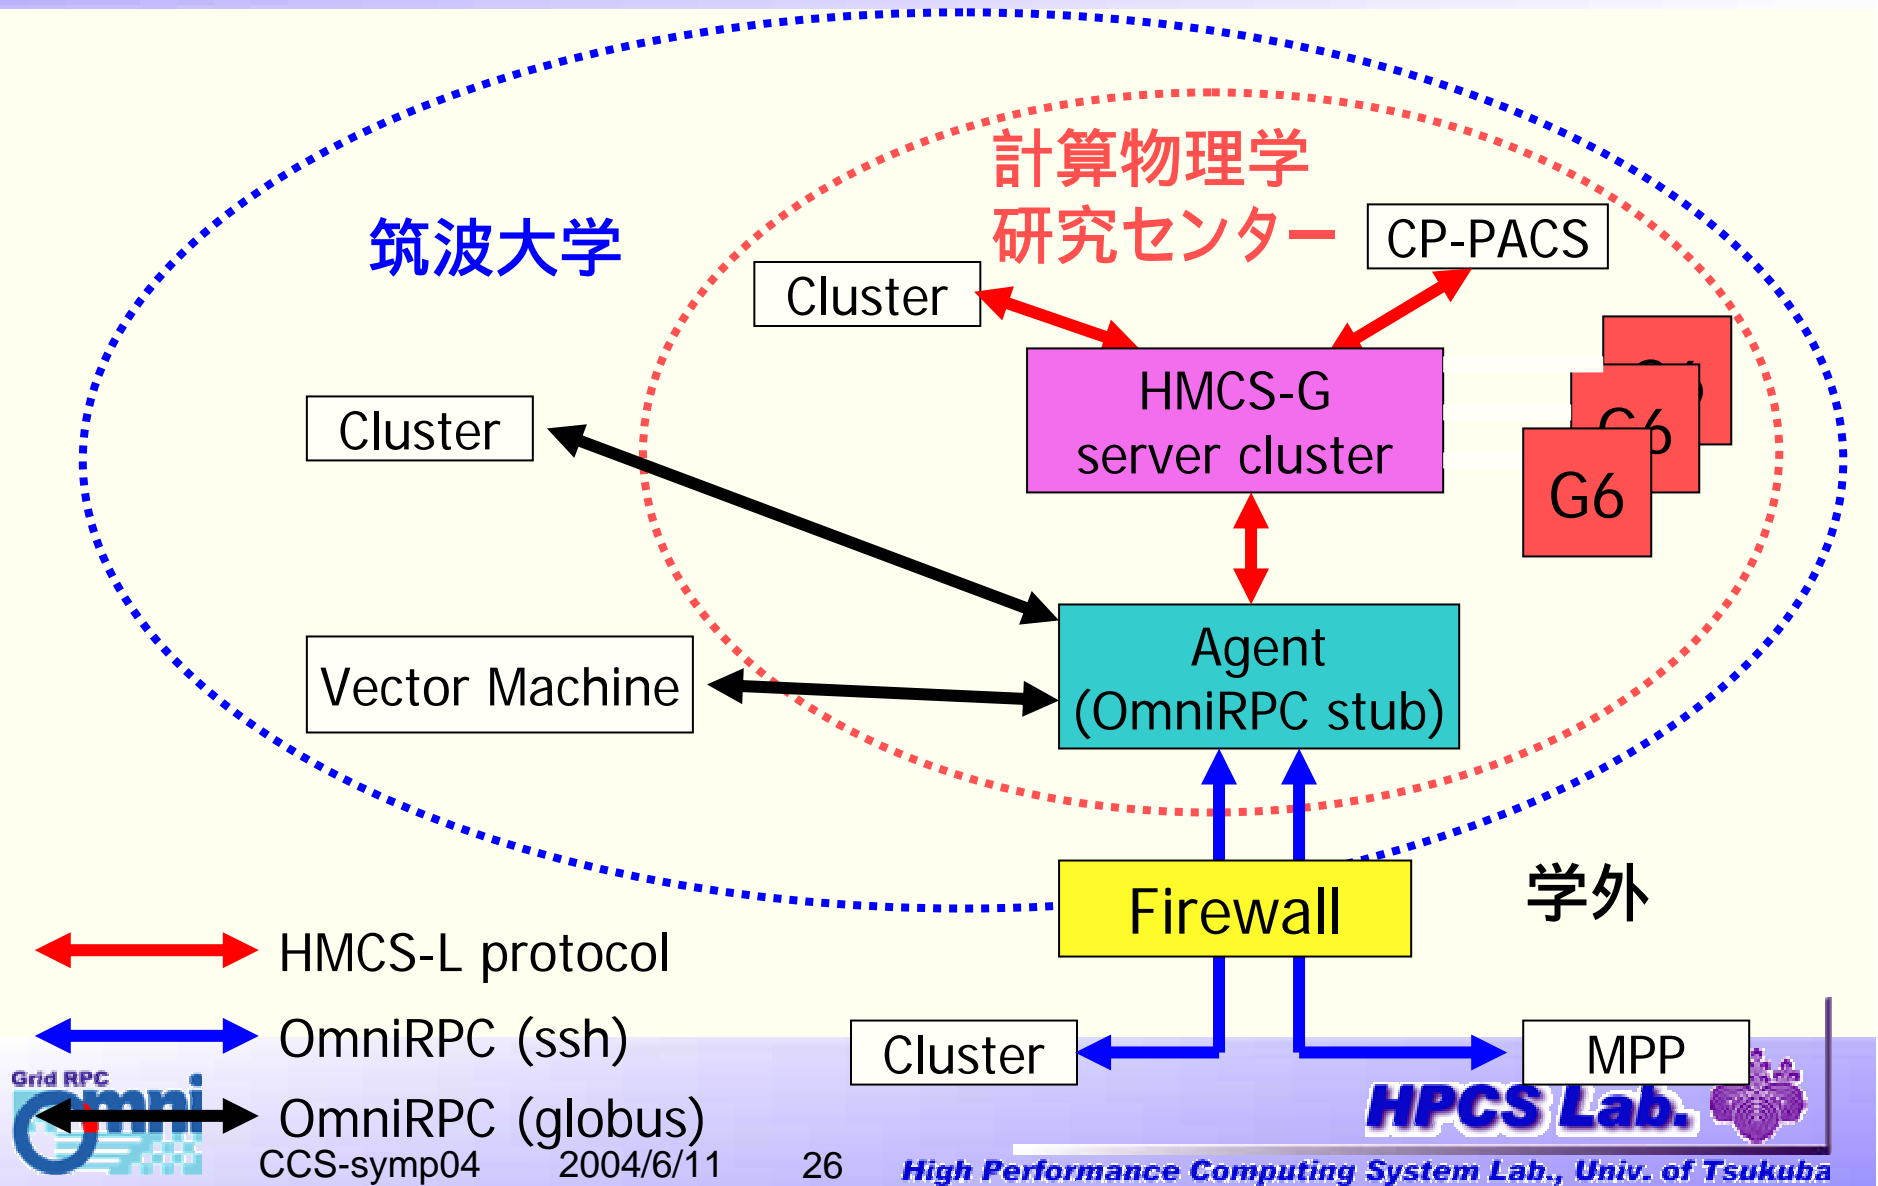 計算物理学
研究センター
筑波大学
CP-PACS
Cluster
HMCS-G
server cluster
G6
G6
G6
Cluster
Agent
(OmniRPC stub)
Vector Machine
Firewall
学外
HMCS-L protocol
OmniRPC (ssh)
OmniRPC (globus)
Cluster
MPP
Grid RPC
Omni
HPCS Lab.
CCS-symp04 2004/6/11 26
High Performance Computing System Lab., Univ. of Tsukuba